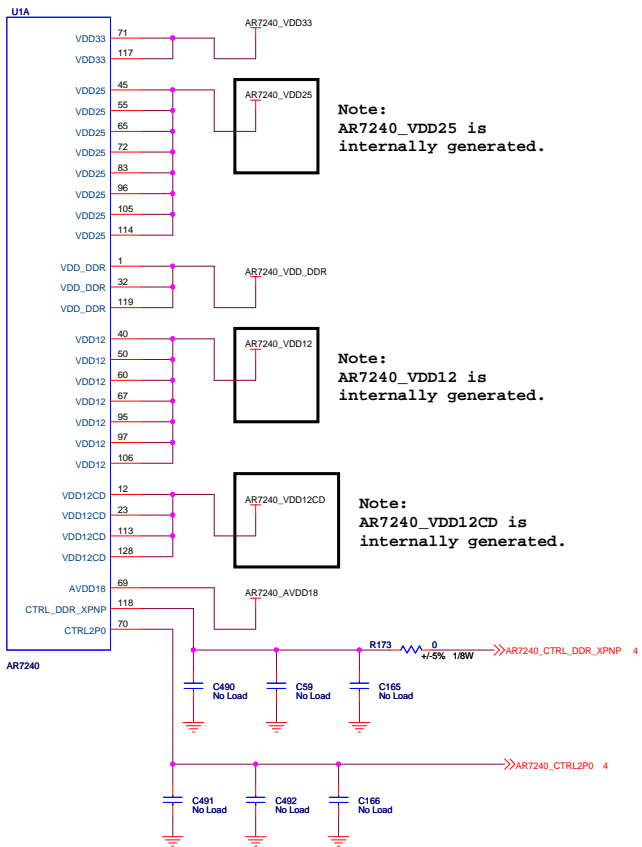 U1A
VDD33 71 AR7240_VDD33
VDD33 117
VDD25 45 AR7240_VDD25
VDD25 55
VDD25 65
VDD25 72
VDD25 83
VDD25 96
VDD25 105
VDD25 114
Note:
AR7240_VDD25 is
internally generated.
VDD_DDR 1 AR7240_VDD_DDR
VDD_DDR 32
VDD_DDR 119
VDD12 40 AR7240_VDD12
VDD12 50
VDD12 60
VDD12 67
VDD12 95
VDD12 97
VDD12 106
Note:
AR7240_VDD12 is
internally generated.
VDD12CD 12 AR7240_VDD12CD
VDD12CD 23
VDD12CD 113
VDD12CD 128
Note:
AR7240_VDD12CD is
internally generated.
AVDD18 69 AR7240_AVDD18
CTRL_DDR_XPNP 118
CTRL2P0 70
AR7240
R173 0
+/-5% 1/8W
AR7240_CTRL_DDR_XPNP 4
C490
No Load
C59
No Load
C165
No Load
AR7240_CTRL2P0 4
C491
No Load
C492
No Load
C166
No Load